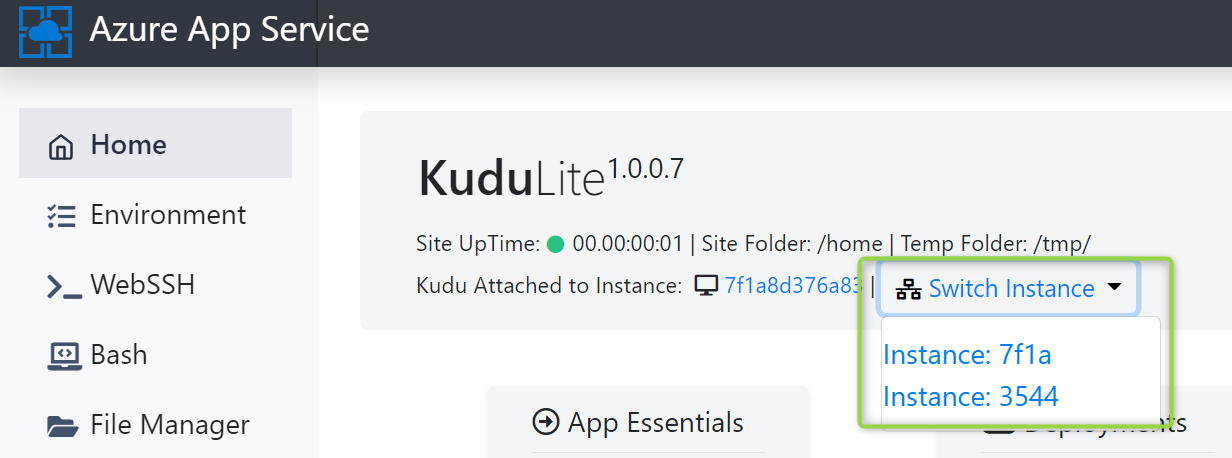 Azure App Service
Home
Environment
WebSSH
Bash
File Manager
KuduLite 1.0.0.7
Site UpTime: 00.00:00:01 | Site Folder: /home | Temp Folder: /tmp/
Kudu Attached to Instance: 7f1a8d376a83 | Switch Instance
Instance: 7f1a
Instance: 3544
App Essentials
Deployments